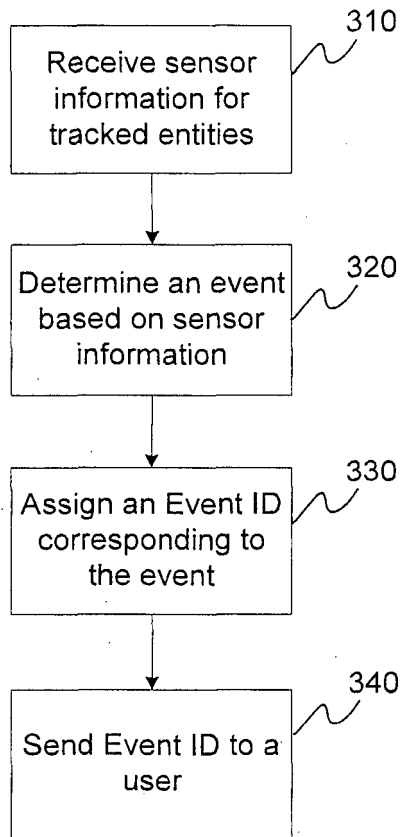 310
Receive sensor
information for
tracked entities
320
Determine an event
based on sensor
information
330
Assign an Event ID
corresponding to
the event
340
Send Event ID to a
user